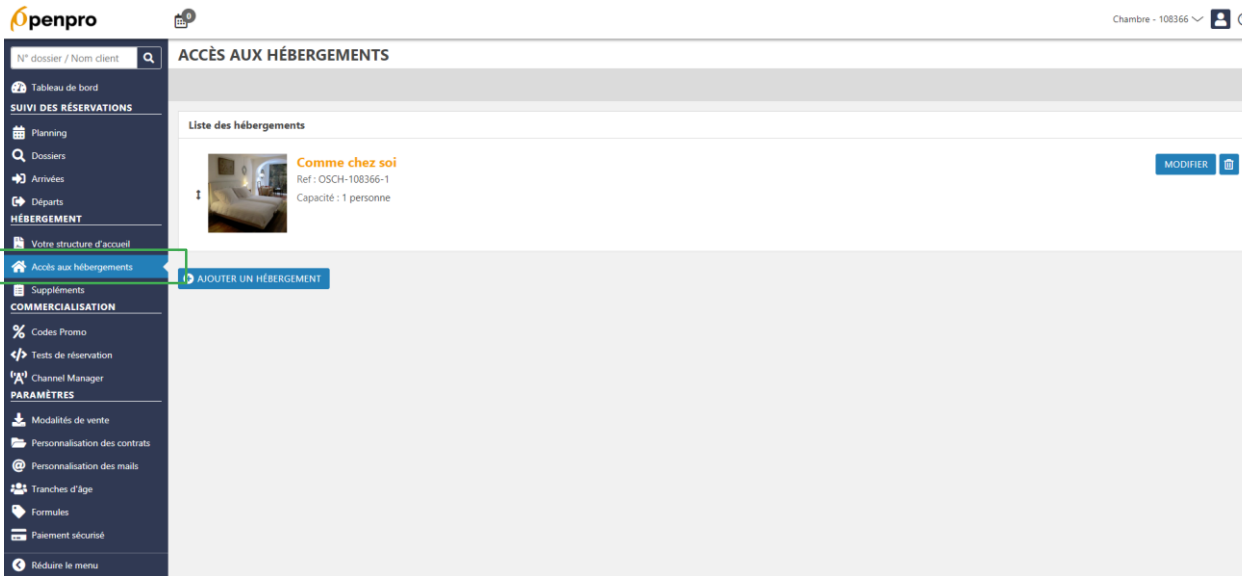 Openpro
0
Chambre - 108366
N° dossier / Nom client
ACCÈS AUX HÉBERGEMENTS
Tableau de bord
SUIVI DES RÉSERVATIONS
Planning
Dossiers
Arrivées
Départs
HÉBERGEMENT
Votre structure d'accueil
Accès aux hébergements
Suppléments
COMMERCIALISATION
Codes Promo
Tests de réservation
Channel Manager
PARAMÈTRES
Modalités de vente
Personnalisation des contrats
Personnalisation des mails
Tranches d'âge
Formules
Paiement sécurisé
Réduire le menu
Liste des hébergements
Comme chez soi
Ref : OSCH-108366-1
Capacité : 1 personne
MODIFIER
AJOUTER UN HÉBERGEMENT